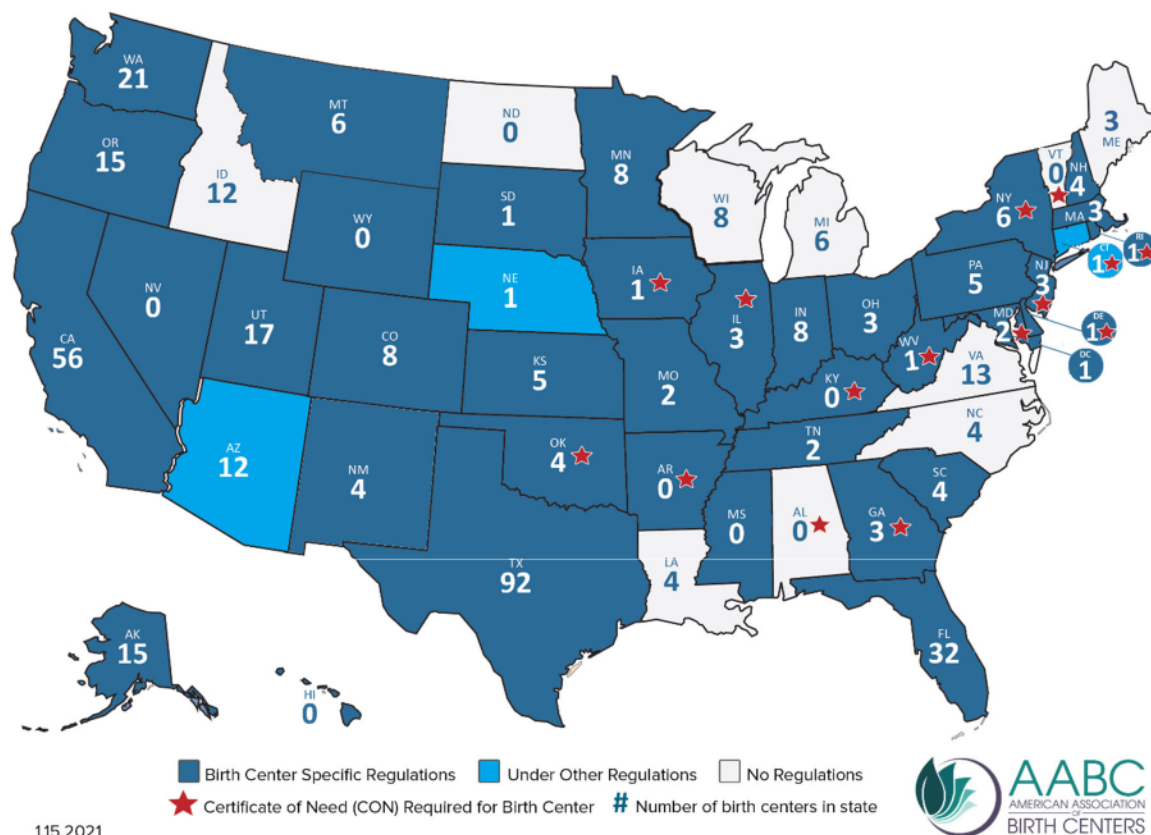 WA
21
MT
6
ND
0
MN
8
OR
15
ID
12
SD
1
WI
8
MI
6
3
ME
VT
0
NH
4
NY
6
MA
3
RI
1
CT
1
WY
0
NE
1
IA
1
IL
3
IN
8
OH
3
PA
5
NJ
3
MD
2
DE
1
DC
1
NV
0
UT
17
CO
8
CA
56
KS
5
MO
2
WV
1
VA
13
KY
0
NC
4
TN
2
AZ
12
NM
4
OK
4
AR
0
SC
4
MS
0
AL
0
GA
3
TX
92
LA
4
FL
32
AK
15
HI
0
Birth Center Specific Regulations
Under Other Regulations
No Regulations
Certificate of Need (CON) Required for Birth Center
# Number of birth centers in state
AABC
AMERICAN ASSOCIATION
OF
BIRTH CENTERS
115 2021